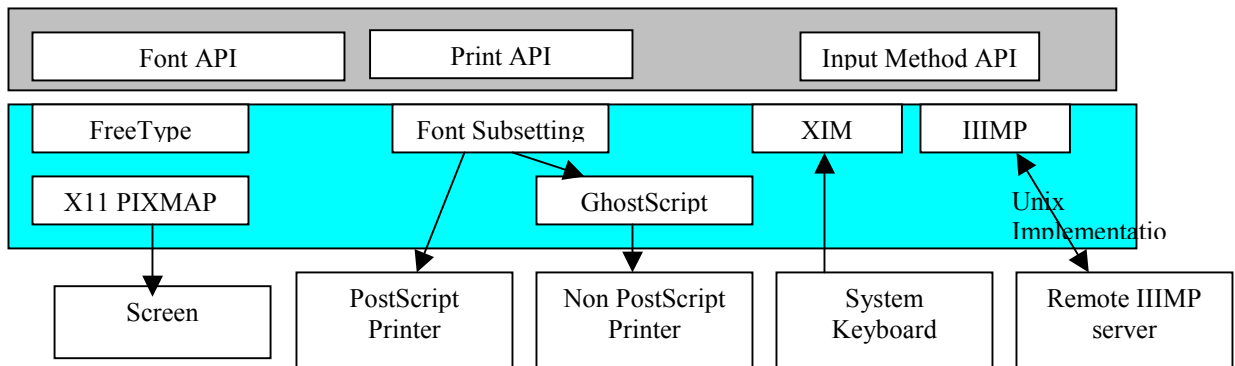 Font API
Print API
Input Method API
FreeType
Font Subsetting
XIM
IIIMP
X11 PIXMAP
GhostScript
Unix
Implementatio
Screen
PostScript
Printer
Non PostScript
Printer
System
Keyboard
Remote IIIMP
server